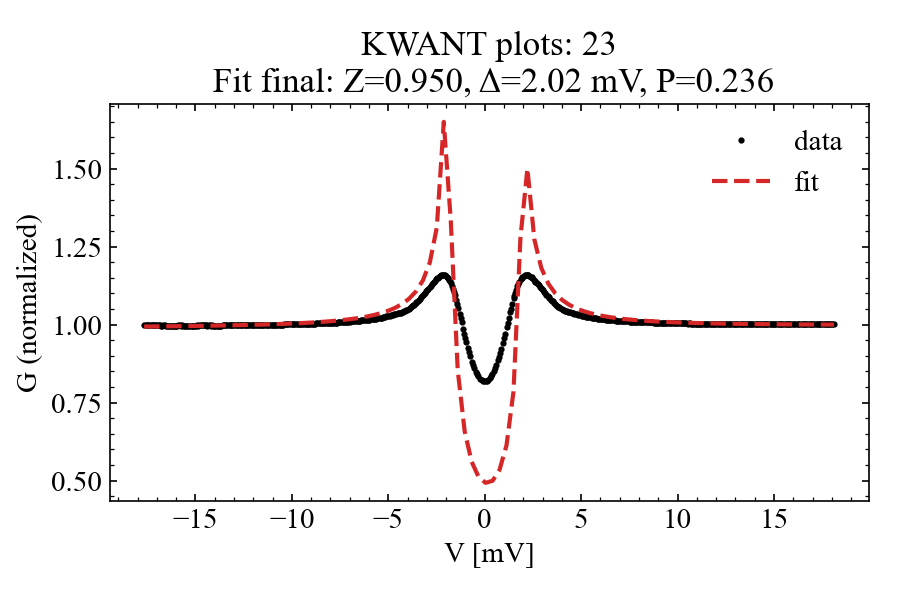 KWANT plots: 23
Fit final: Z=0.950, Δ=2.02 mV, P=0.236
data
fit
1.50
1.25
1.00
0.75
0.50
G (normalized)
−15
−10
−5
0
5
10
15
V [mV]